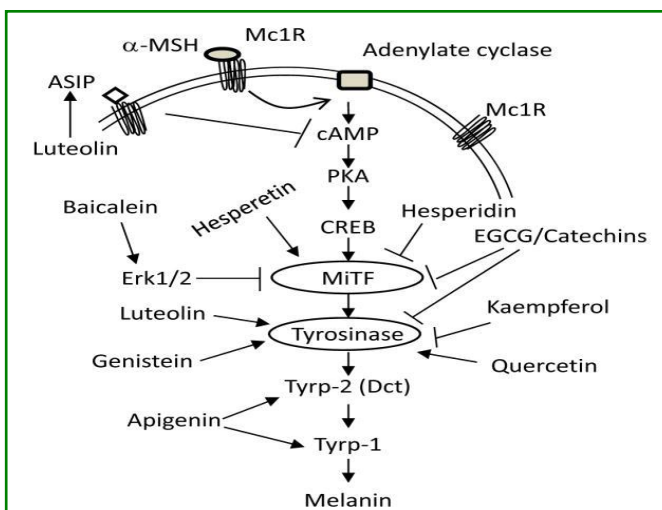 Mc1R
α-MSH
Adenylate cyclase
ASIP
Mc1R
cAMP
Luteolin
PKA
Hesperetin
Baicalein
Hesperidin
CREB
EGCG/Catechins
Erk1/2
MiTF
Luteolin
Kaempferol
Tyrosinase
Genistein
Quercetin
Tyrp-2 (Dct)
Apigenin
Tyrp-1
Melanin